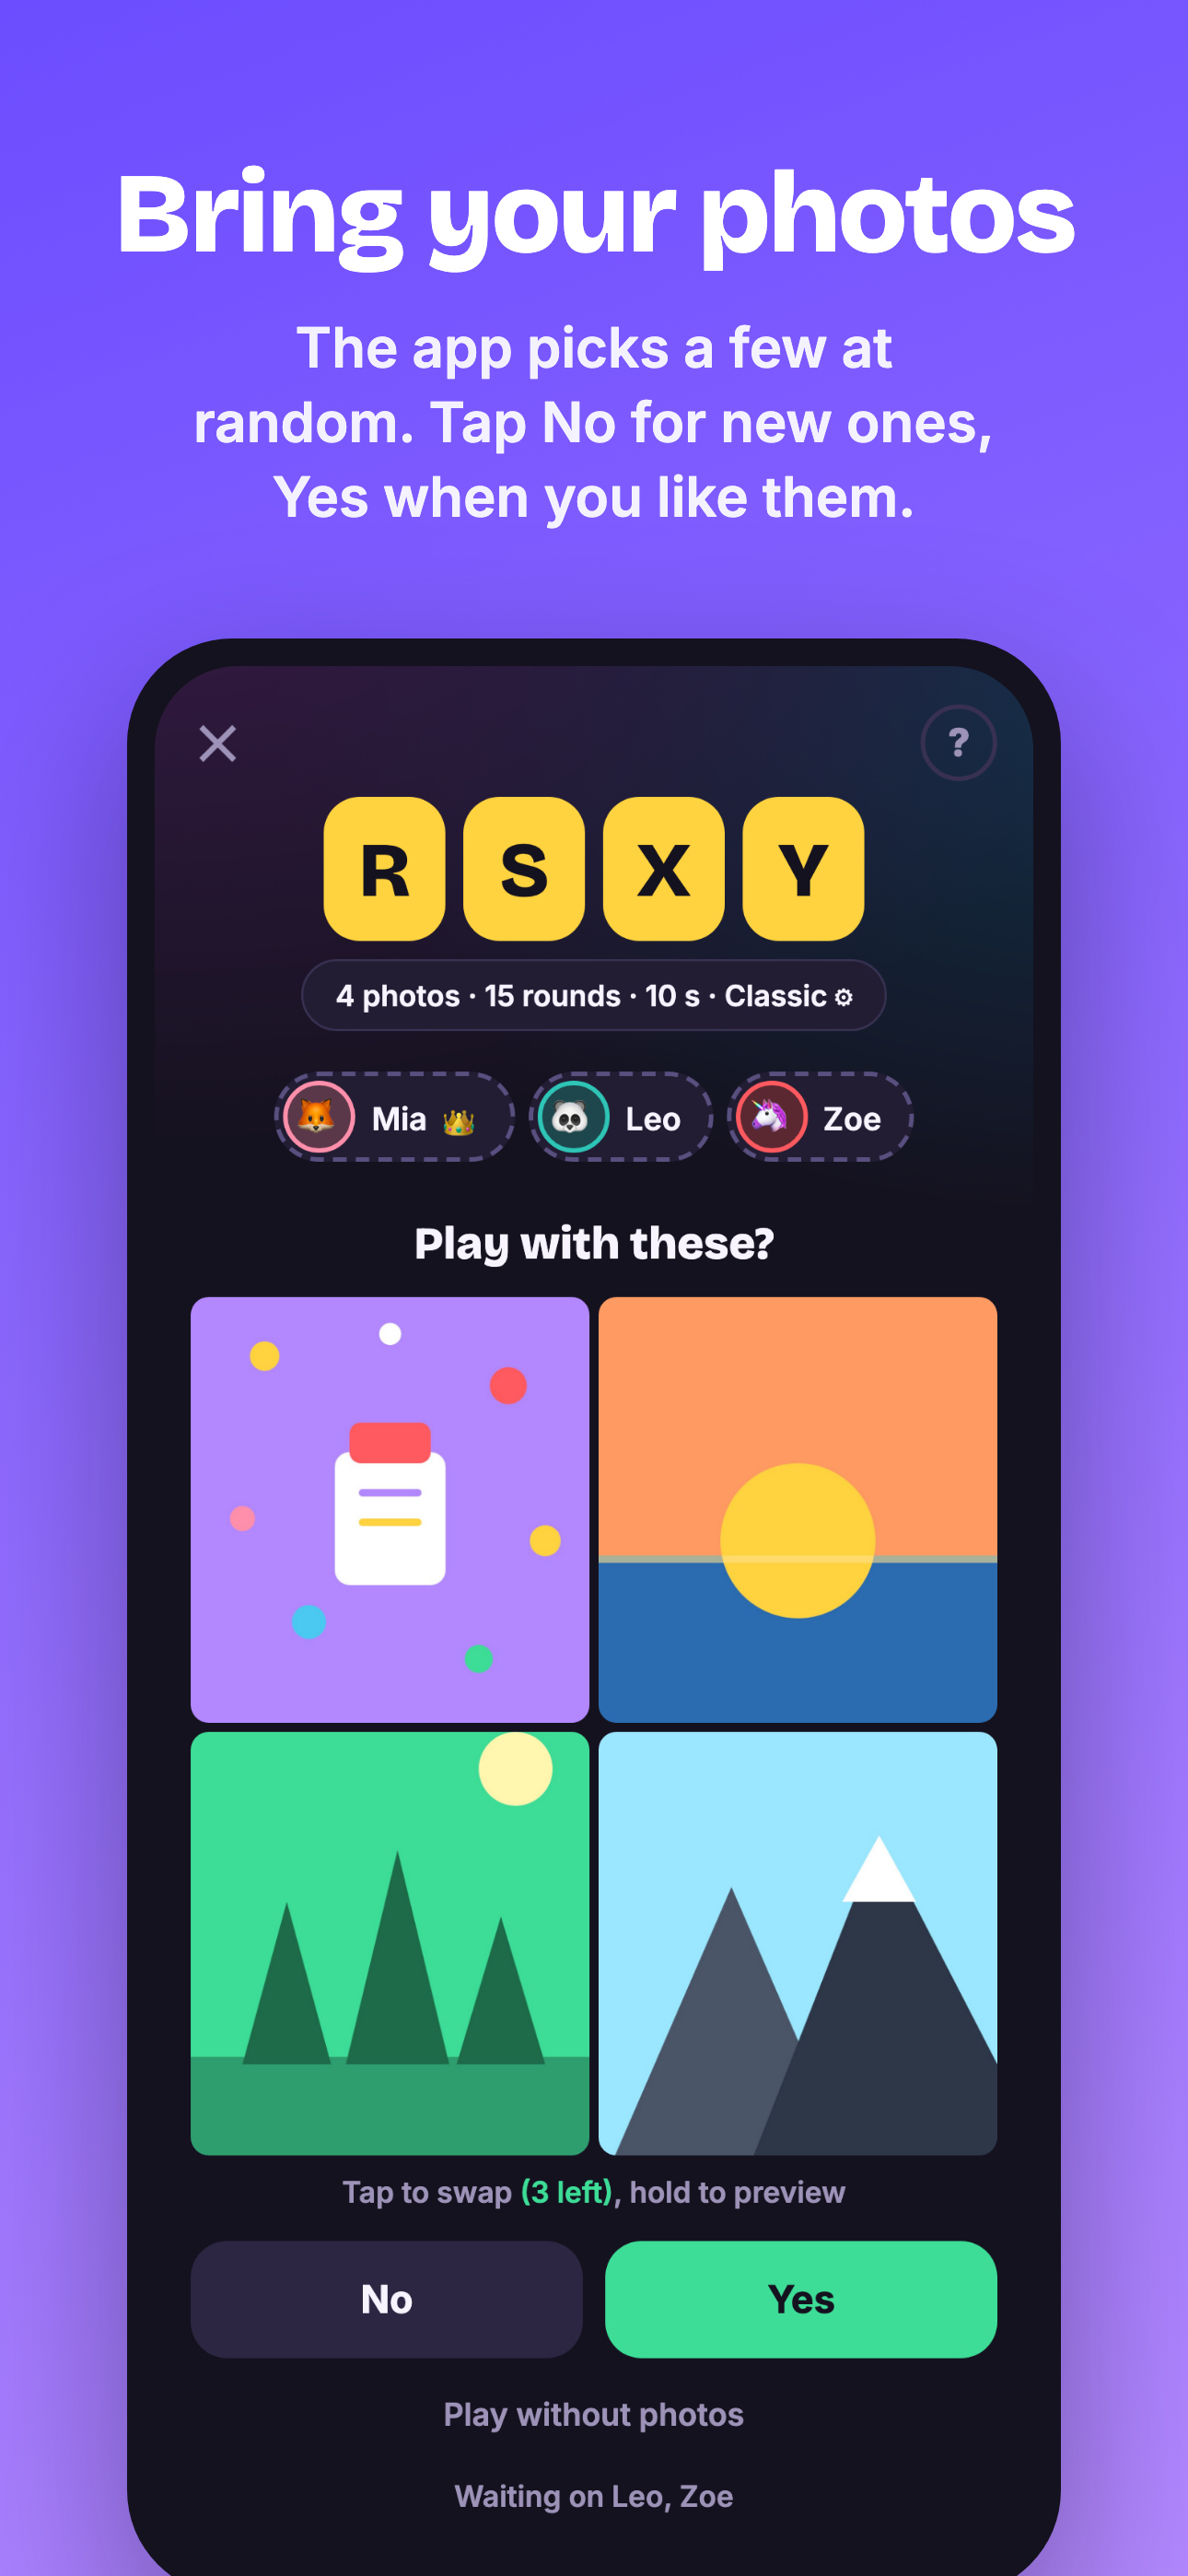 Bring your photos
The app picks a few at
random. Tap No for new ones,
Yes when you like them.
?
R S X Y
4 photos · 15 rounds · 10 s · Classic ⚙
Mia 👑 Leo Zoe
Play with these?
Tap to swap (3 left), hold to preview
No Yes
Play without photos
Waiting on Leo, Zoe